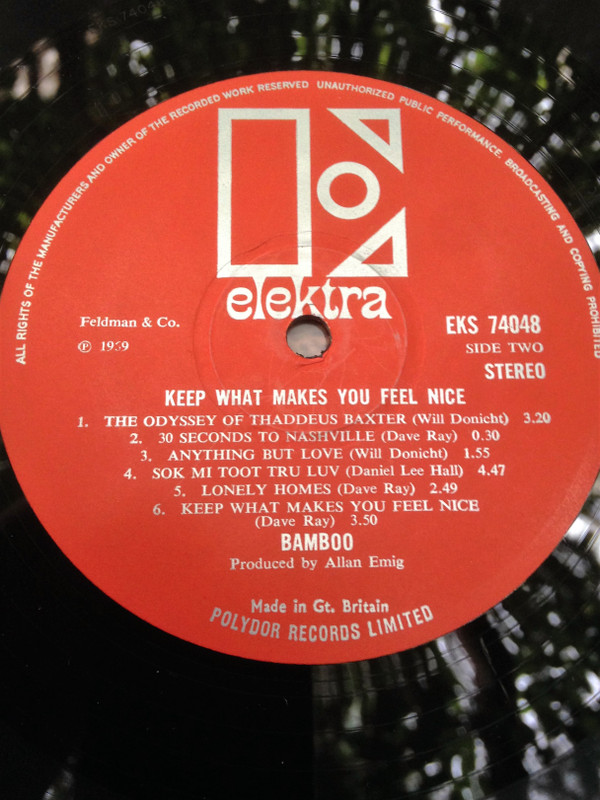 ALL RIGHTS OF THE MANUFACTURERS AND OWNER OF THE RECORDED WORK RESERVED UNAUTHORIZED PUBLIC PERFORMANCE. BROADCASTING AND COPYING PROHIBITED
elektra
Feldman & Co.
EKS 74048
℗
SIDE TWO
STEREO
KEEP WHAT MAKES YOU FEEL NICE
1. THE ODYSSEY OF THADDEUS BAXTER (Will Donicht) 3.20
2. 30 SECONDS TO NASHVILLE (Dave Ray) 0.30
3. ANYTHING BUT LOVE (Will Donicht) 1.55
4. SOK MI TOOT TRU LUV (Daniel Lee Hall) 4.47
5. LONELY HOMES (Dave Ray) 2.49
6. KEEP WHAT MAKES YOU FEEL NICE
(Dave Ray) 3.50
BAMBOO
Produced by Allan Emig
Made in Gt. Britain
POLYDOR RECORDS LIMITED